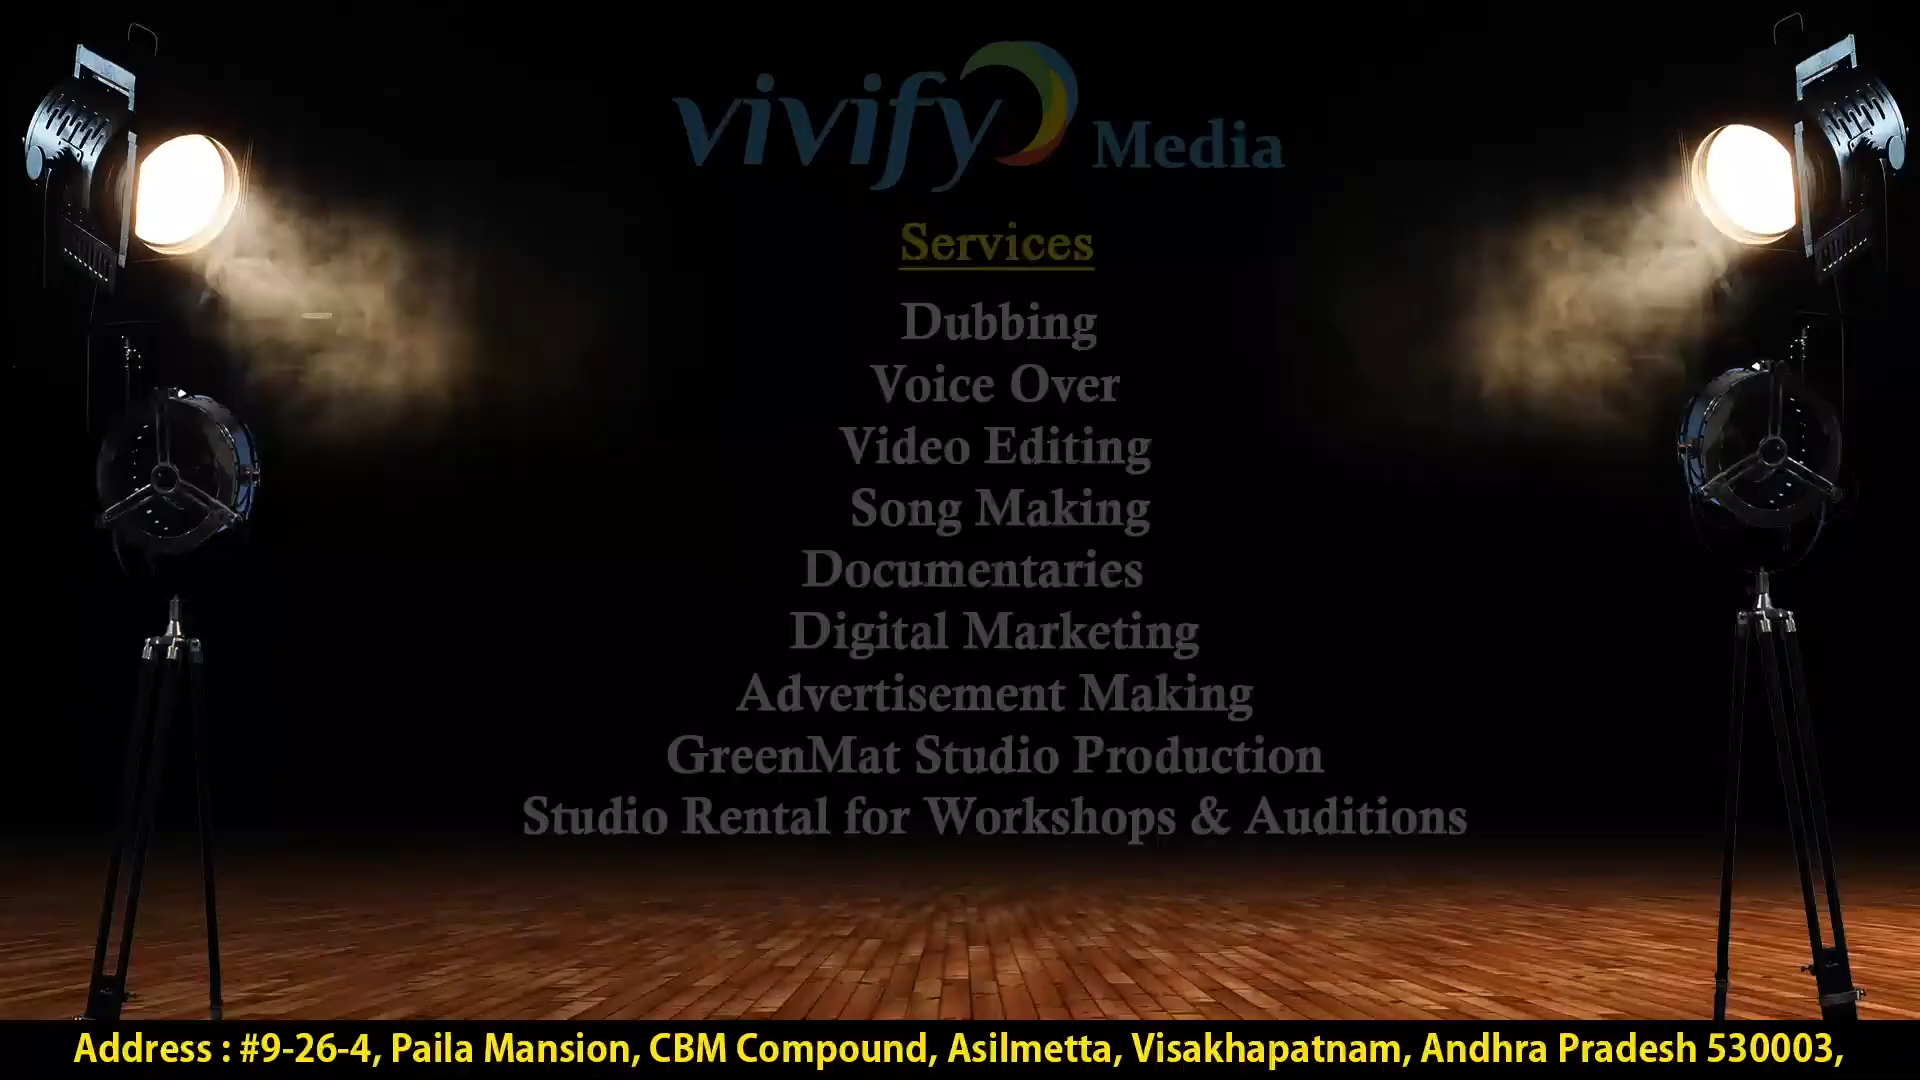 vivify Media
Services
Dubbing
Voice Over
Video Editing
Song Making
Documentaries
Digital Marketing
Advertisement Making
GreenMat Studio Production
Studio Rental for Workshops & Auditions
Address : #9-26-4, Paila Mansion, CBM Compound, Asilmetta, Visakhapatnam, Andhra Pradesh 530003,